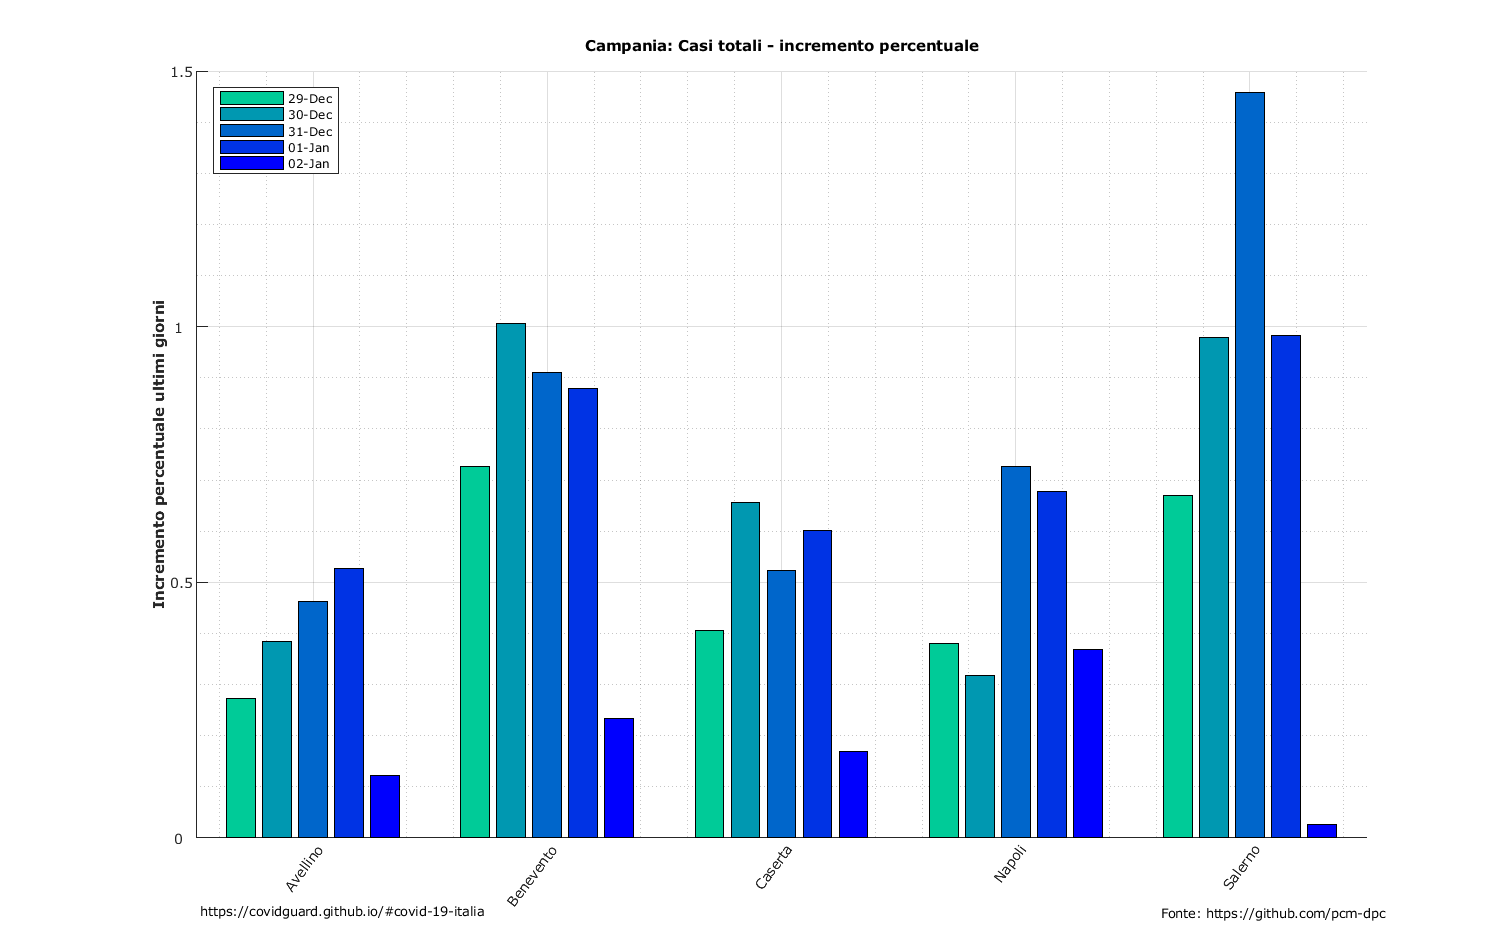 Campania: Casi totali - incremento percentuale
1.5
29-Dec
30-Dec
31-Dec
01-Jan
02-Jan
1
Incremento percentuale ultimi giorni
0.5
0
Avellino
Benevento
Caserta
Napoli
Salerno
https://covidguard.github.io/#covid-19-italia
Fonte: https://github.com/pcm-dpc